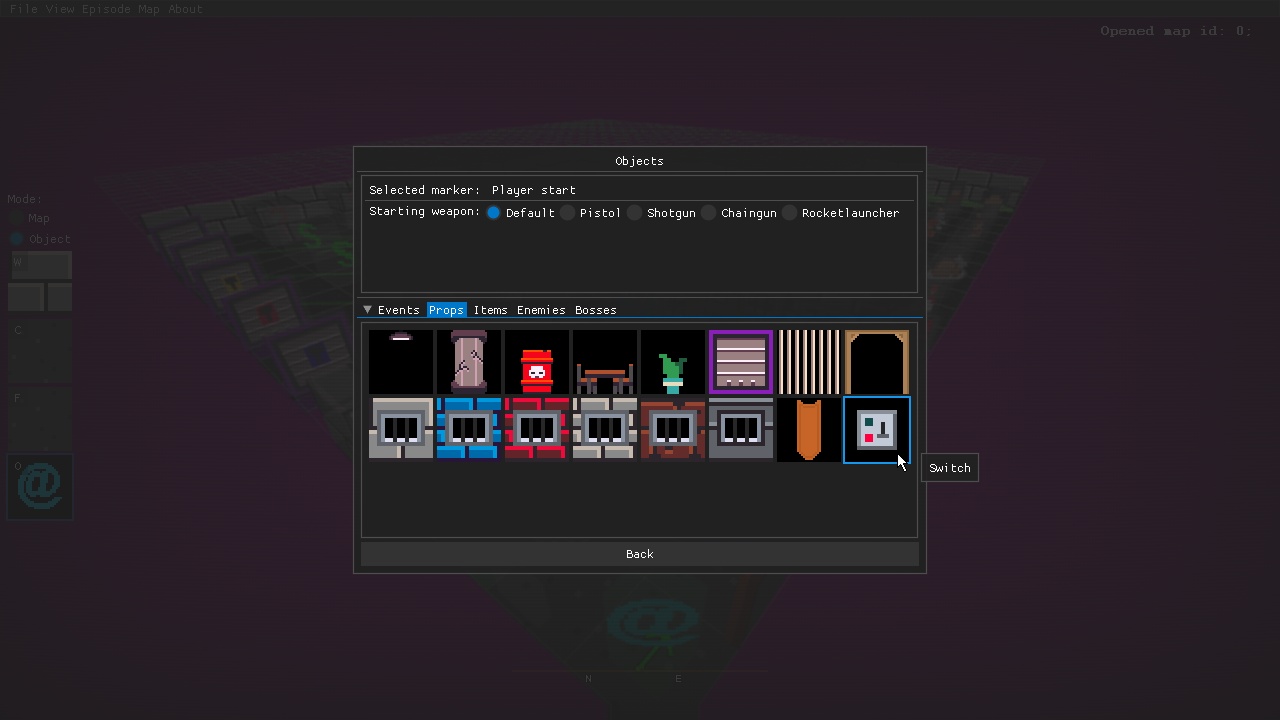 File View Episode Map About
Opened map id: 0;
Objects
Selected marker: Player start
Starting weapon: Default Pistol Shotgun Chaingun Rocketlauncher
Mode:
Map
Object
W
C
F
O
@
▼ Events Props Items Enemies Bosses
Switch
Back
@
N E